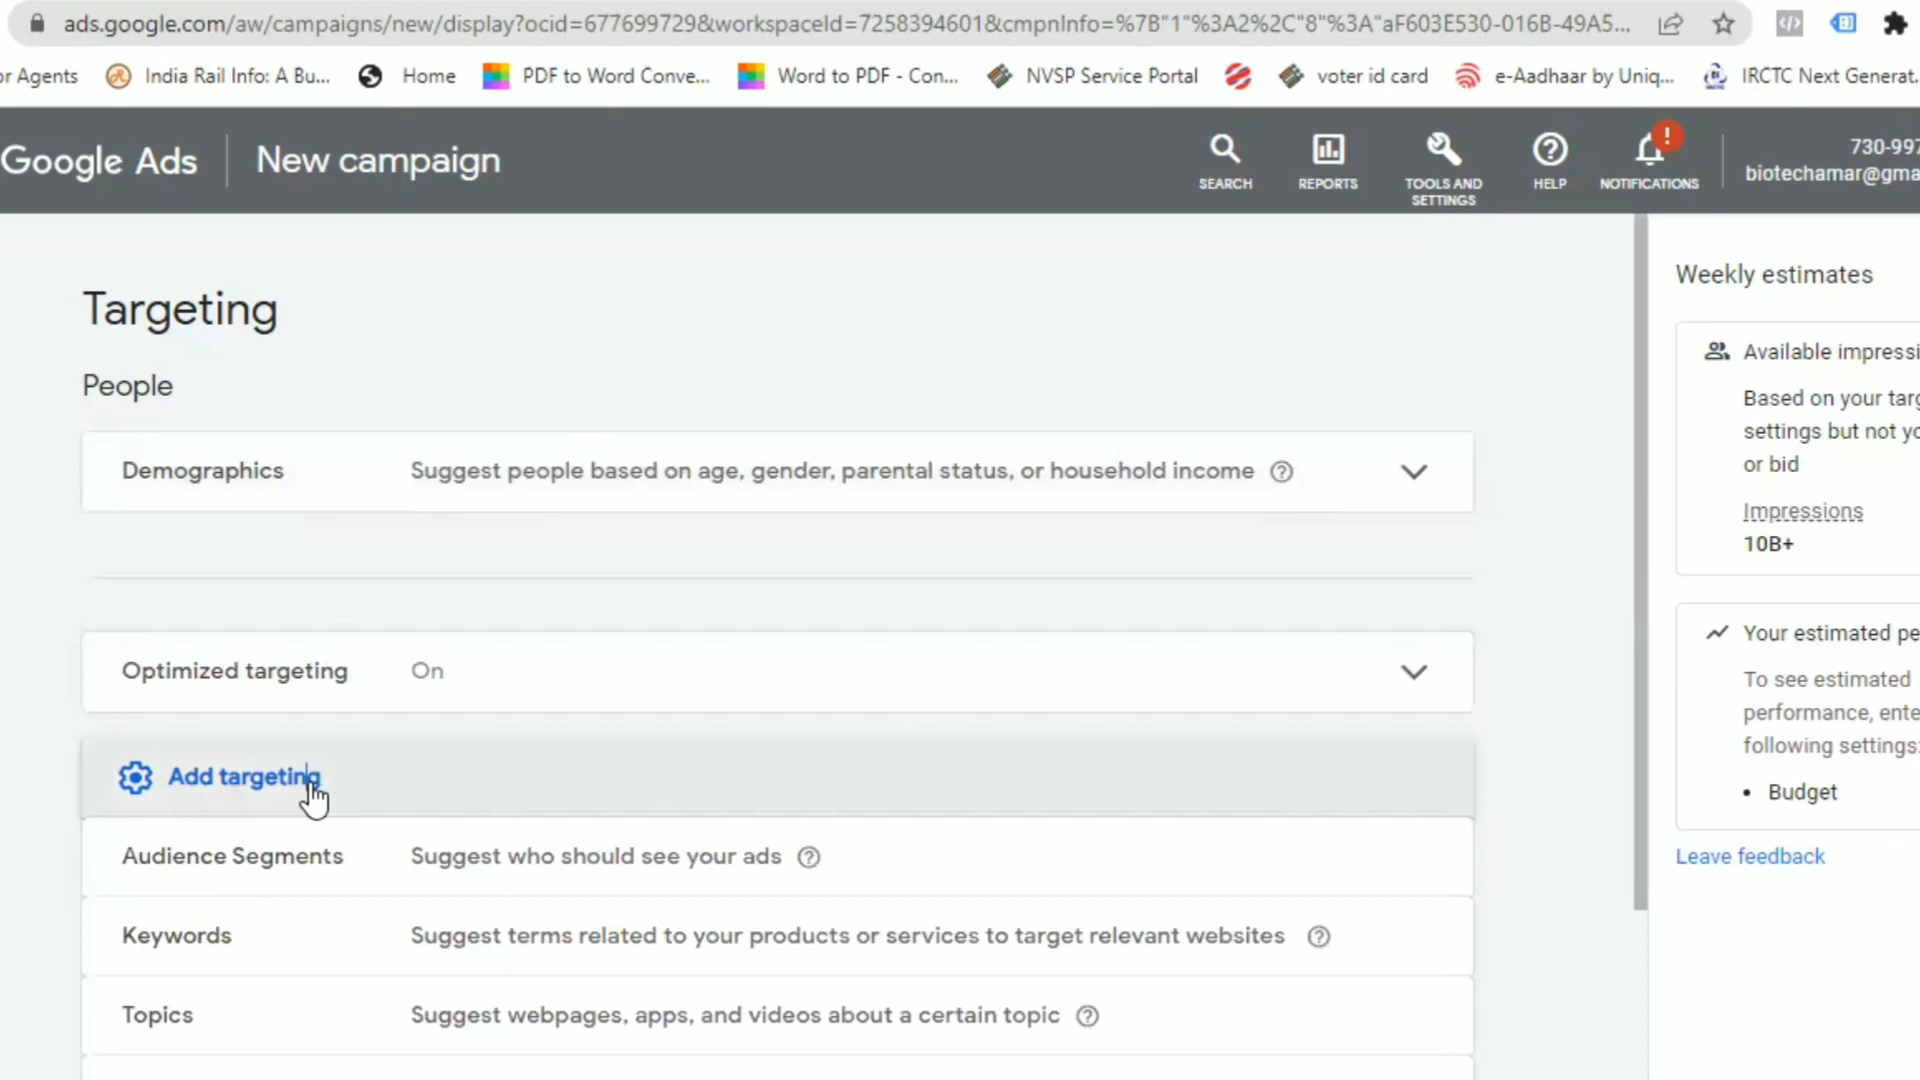 ads.google.com/aw/campaigns/new/display?ocid=677699729&workspaceId=7258394601&cmpnInfo=%7B"1"%3A2%2C"8"%3A"aF603E530-016B-49A5...
or Agents India Rail Info: A Bu... Home PDF to Word Conve... Word to PDF - Con... NVSP Service Portal voter id card e-Aadhaar by Uniq... IRCTC Next Generat.
Google Ads New campaign
SEARCH REPORTS TOOLS AND SETTINGS HELP NOTIFICATIONS
!
730-997
biotechamar@gma
Targeting
People
Demographics Suggest people based on age, gender, parental status, or household income
Optimized targeting On
Add targeting
Audience Segments Suggest who should see your ads
Keywords Suggest terms related to your products or services to target relevant websites
Topics Suggest webpages, apps, and videos about a certain topic
Weekly estimates
Available impressi
Based on your targ
settings but not yo
or bid
Impressions
10B+
Your estimated pe
To see estimated
performance, ente
following settings:
• Budget
Leave feedback